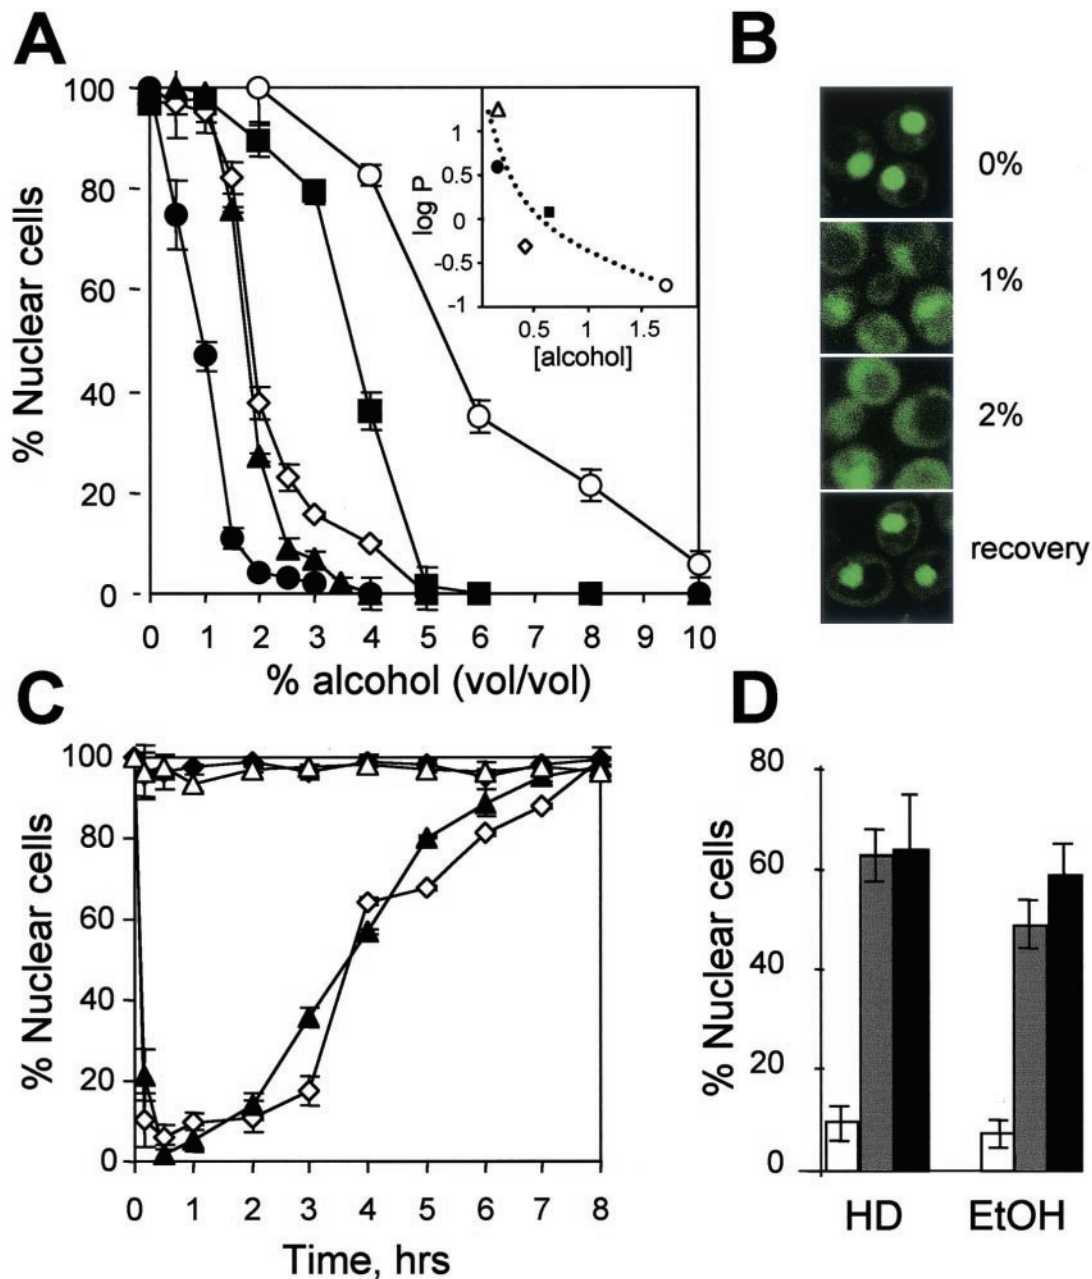 A
% Nuclear cells
100
80
60
40
20
0
0 1 2 3 4 5 6 7 8 10
% alcohol (vol/vol)
log P
1
0.5
0
-0.5
-1
0.5 1 1.5
[alcohol]
B
0%
1%
2%
recovery
C
% Nuclear cells
100
80
60
40
20
0
0 1 2 3 4 5 6 7 8
Time, hrs
D
% Nuclear cells
80
60
40
20
0
HD EtOH